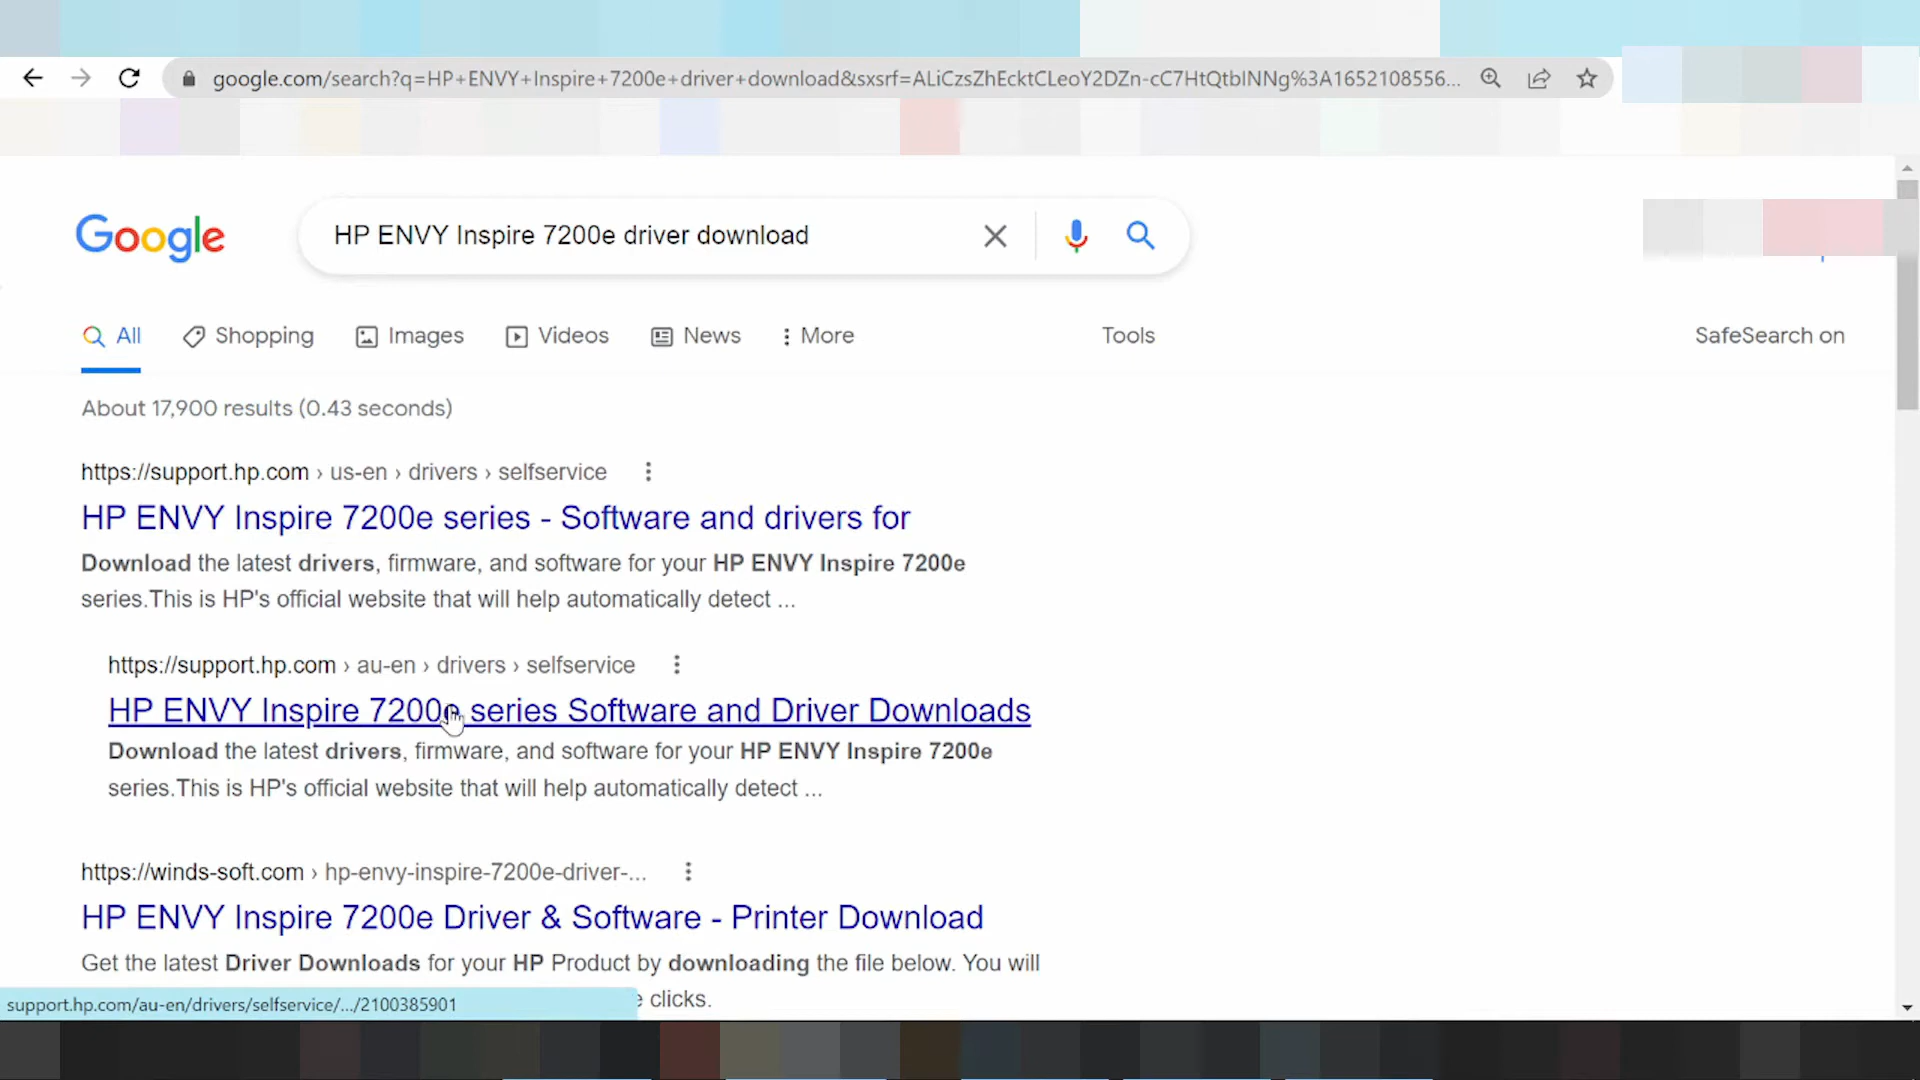 google.com/search?q=HP+ENVY+Inspire+7200e+driver+download&sxsrf=ALiCzsZhEcktCLeoY2DZn-cC7HtQtbINNg%3A1652108556...
Google
HP ENVY Inspire 7200e driver download
All Shopping Images Videos News More Tools SafeSearch on
About 17,900 results (0.43 seconds)
https://support.hp.com › us-en › drivers › selfservice
HP ENVY Inspire 7200e series - Software and drivers for
Download the latest drivers, firmware, and software for your HP ENVY Inspire 7200e
series.This is HP's official website that will help automatically detect ...
https://support.hp.com › au-en › drivers › selfservice
HP ENVY Inspire 7200e series Software and Driver Downloads
Download the latest drivers, firmware, and software for your HP ENVY Inspire 7200e
series.This is HP's official website that will help automatically detect ...
https://winds-soft.com › hp-envy-inspire-7200e-driver-...
HP ENVY Inspire 7200e Driver & Software - Printer Download
Get the latest Driver Downloads for your HP Product by downloading the file below. You will
clicks.
support.hp.com/au-en/drivers/selfservice/.../2100385901